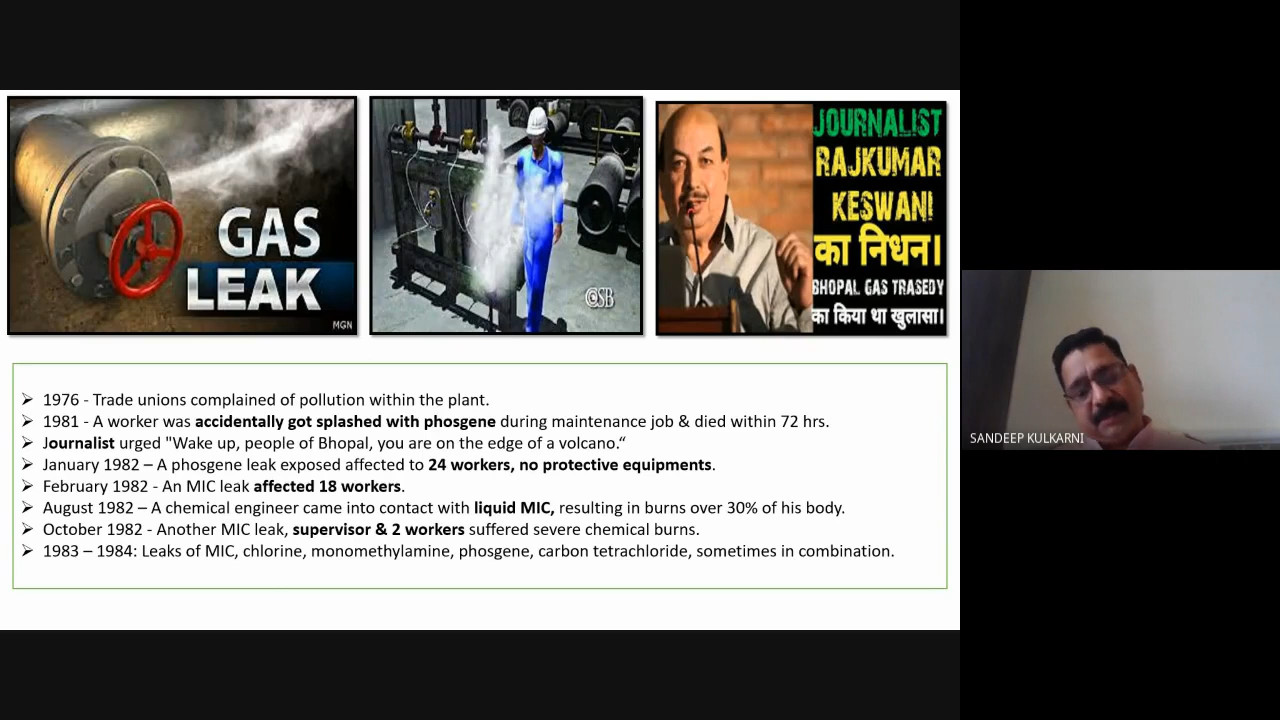 GAS
LEAK
MGN
CSB
JOURNALIST
RAJKUMAR
KESWANI
का निधन।
BHOPAL GAS TRASEDY
का किया था खुलासा।
➢ 1976 - Trade unions complained of pollution within the plant.
➢ 1981 - A worker was accidentally got splashed with phosgene during maintenance job & died within 72 hrs.
➢ Journalist urged "Wake up, people of Bhopal, you are on the edge of a volcano.“
➢ January 1982 – A phosgene leak exposed affected to 24 workers, no protective equipments.
➢ February 1982 - An MIC leak affected 18 workers.
➢ August 1982 – A chemical engineer came into contact with liquid MIC, resulting in burns over 30% of his body.
➢ October 1982 - Another MIC leak, supervisor & 2 workers suffered severe chemical burns.
➢ 1983 – 1984: Leaks of MIC, chlorine, monomethylamine, phosgene, carbon tetrachloride, sometimes in combination.
SANDEEP KULKARNI